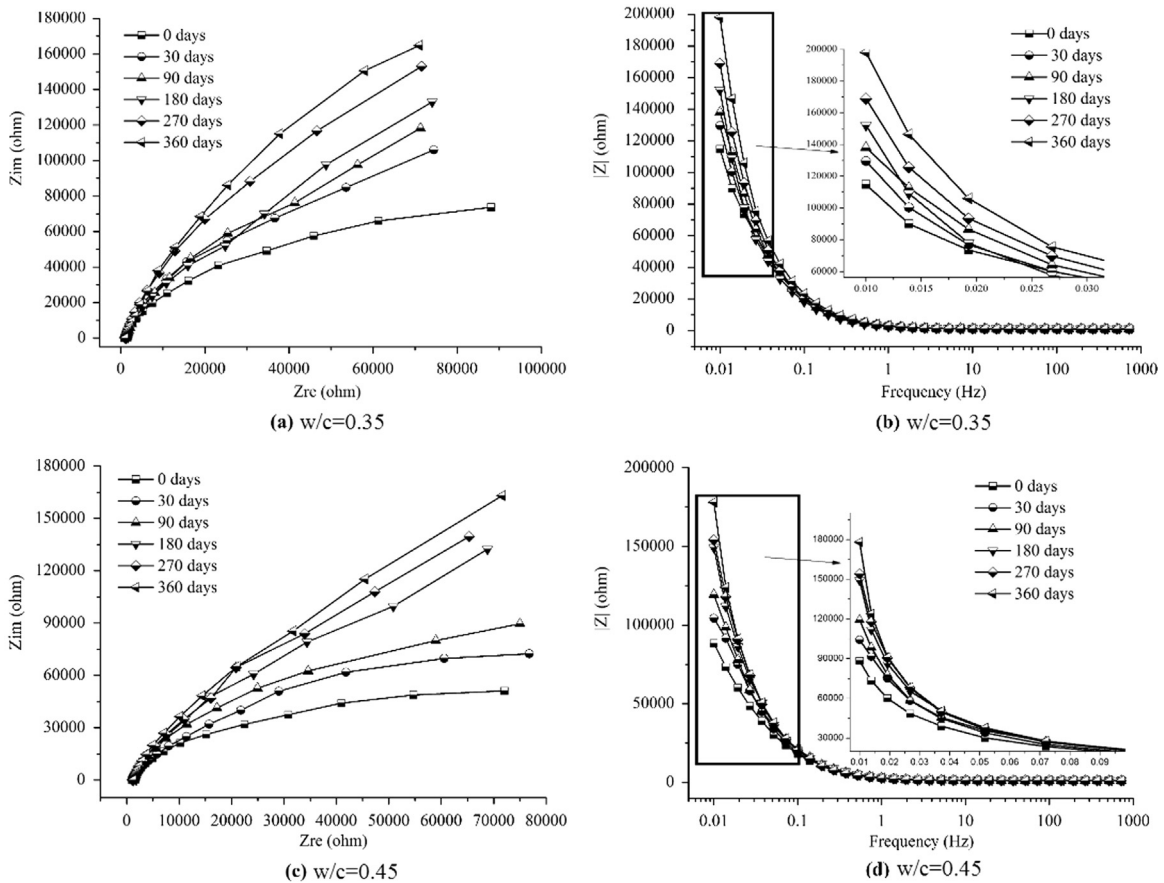 180000
160000
140000
120000
100000
80000
60000
40000
20000
0
Zim (ohm)
0 days
30 days
90 days
180 days
270 days
360 days
0 20000 40000 60000 80000 100000
Zre (ohm)
(a) w/c=0.35
200000
180000
160000
140000
120000
100000
80000
60000
40000
20000
0
|Z| (ohm)
0 days
30 days
90 days
180 days
270 days
360 days
200000
180000
160000
140000
120000
100000
80000
60000
0.010 0.015 0.020 0.025 0.030
0.01 0.1 1 10 100 1000
Frequency (Hz)
(b) w/c=0.35
180000
150000
120000
90000
60000
30000
0
Zim (ohm)
0 days
30 days
90 days
180 days
270 days
360 days
0 10000 20000 30000 40000 50000 60000 70000 80000
Zre (ohm)
(c) w/c=0.45
200000
150000
100000
50000
0
|Z| (ohm)
0 days
30 days
90 days
180 days
270 days
360 days
180000
150000
120000
90000
60000
30000
0.01 0.02 0.03 0.04 0.05 0.06 0.07 0.08 0.09
0.01 0.1 1 10 100 1000
Frequency (Hz)
(d) w/c=0.45